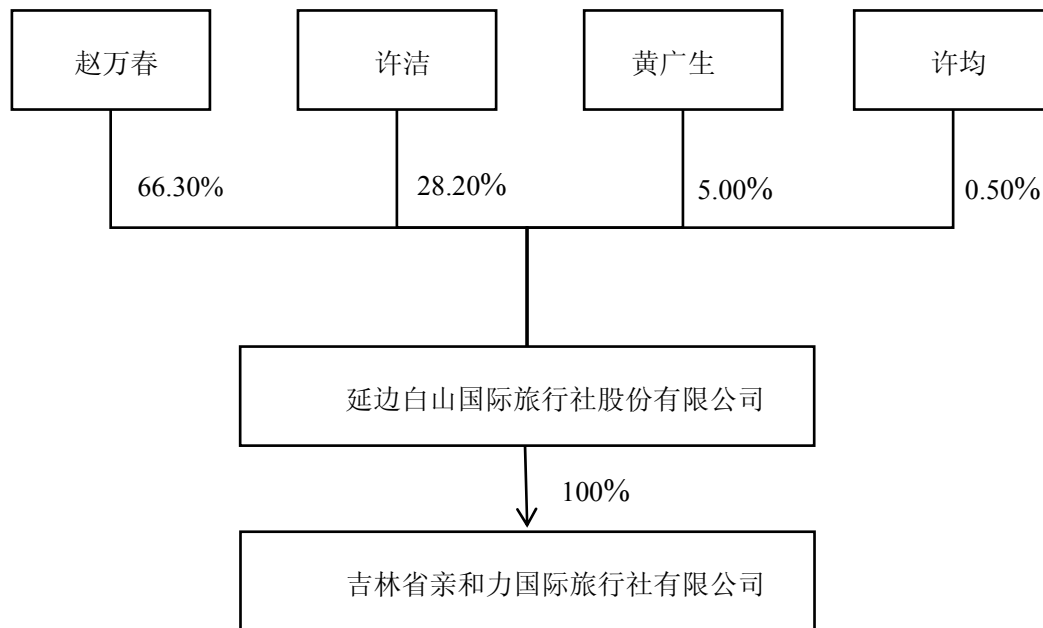 赵万春
许洁
黄广生
许均
66.30%
28.20%
5.00%
0.50%
延边白山国际旅行社股份有限公司
100%
吉林省亲和力国际旅行社有限公司